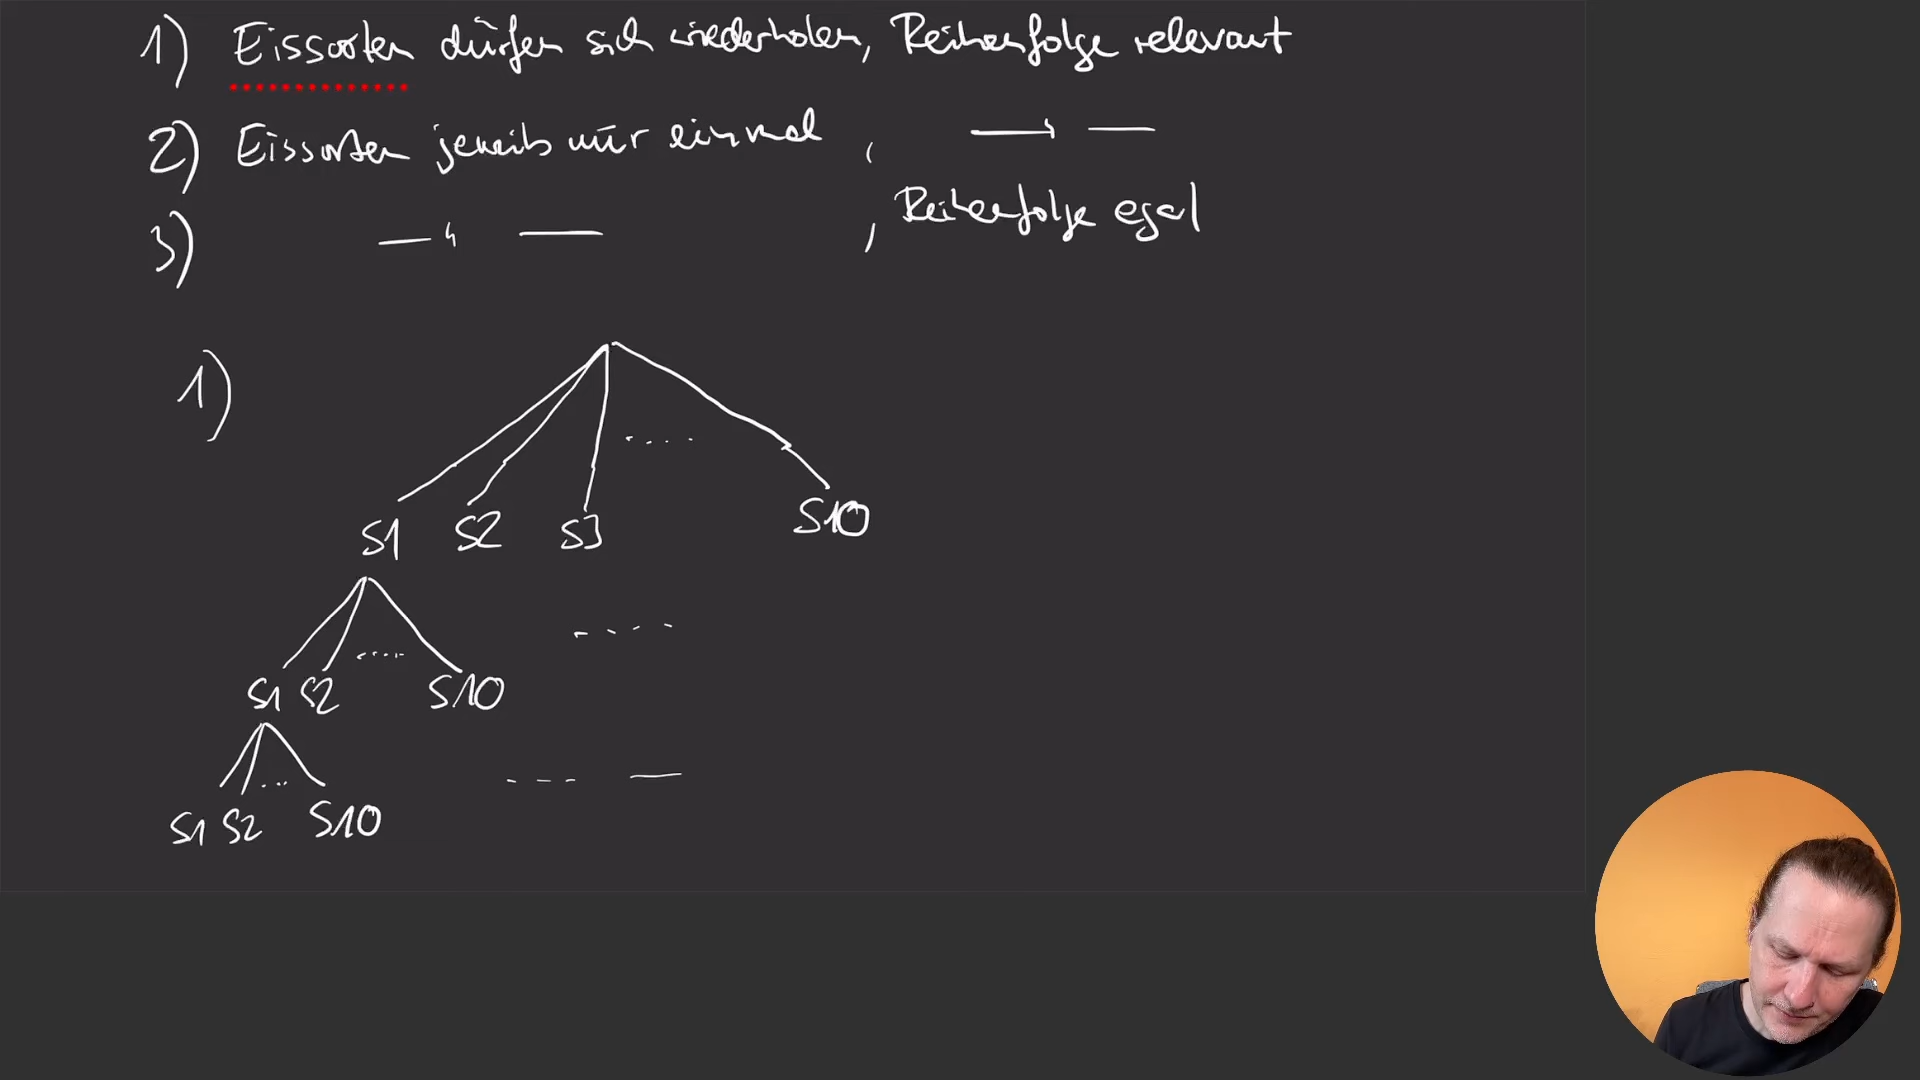 1) Eissorten dürfen sich wiederholen, Reihenfolge relevant
2) Eissorten jeweils nur einmal, — " —
3) — " — , Reihenfolge egal
1)
....
S1 S2 S3 S10
.... ....
S1 S2 S10
... --- —
S1 S2 S10